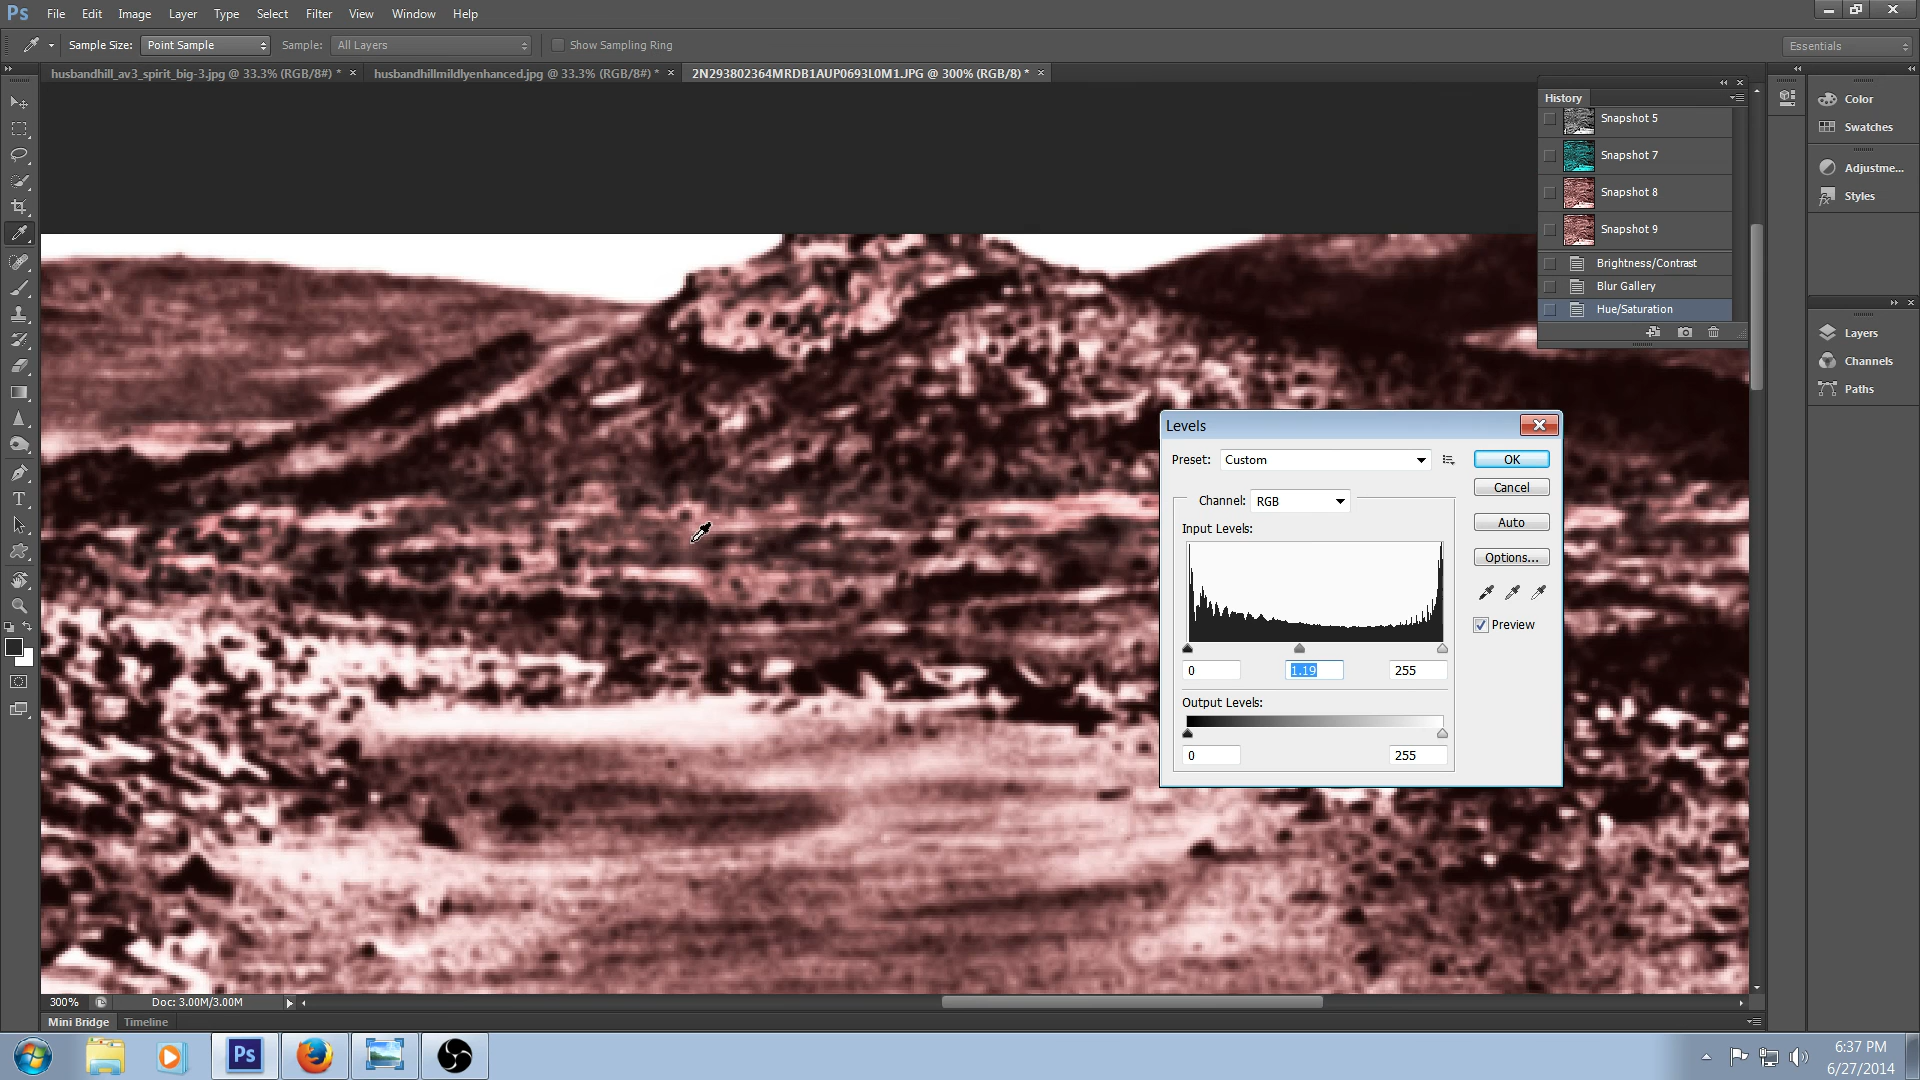 Ps File Edit Image Layer Type Select Filter View Window Help
Sample Size: Point Sample Sample: All Layers Show Sampling Ring Essentials
husbandhill_av3_spirit_big-3.jpg @ 33.3% (RGB/8#) * × husbandhillmildlyenhanced.jpg @ 33.3% (RGB/8#) * × 2N293802364MRDB1AUP0693L0M1.JPG @ 300% (RGB/8) * ×
History
Snapshot 5
Snapshot 7
Snapshot 8
Snapshot 9
Brightness/Contrast
Blur Gallery
Hue/Saturation
Color
Swatches
Adjustme...
Styles
Layers
Channels
Paths
Levels
Preset: Custom
OK
Cancel
Channel: RGB
Auto
Input Levels:
Options...
Preview
0 1.19 255
Output Levels:
0 255
300% Doc: 3.00M/3.00M
Mini Bridge Timeline
Ps
6:37 PM
6/27/2014